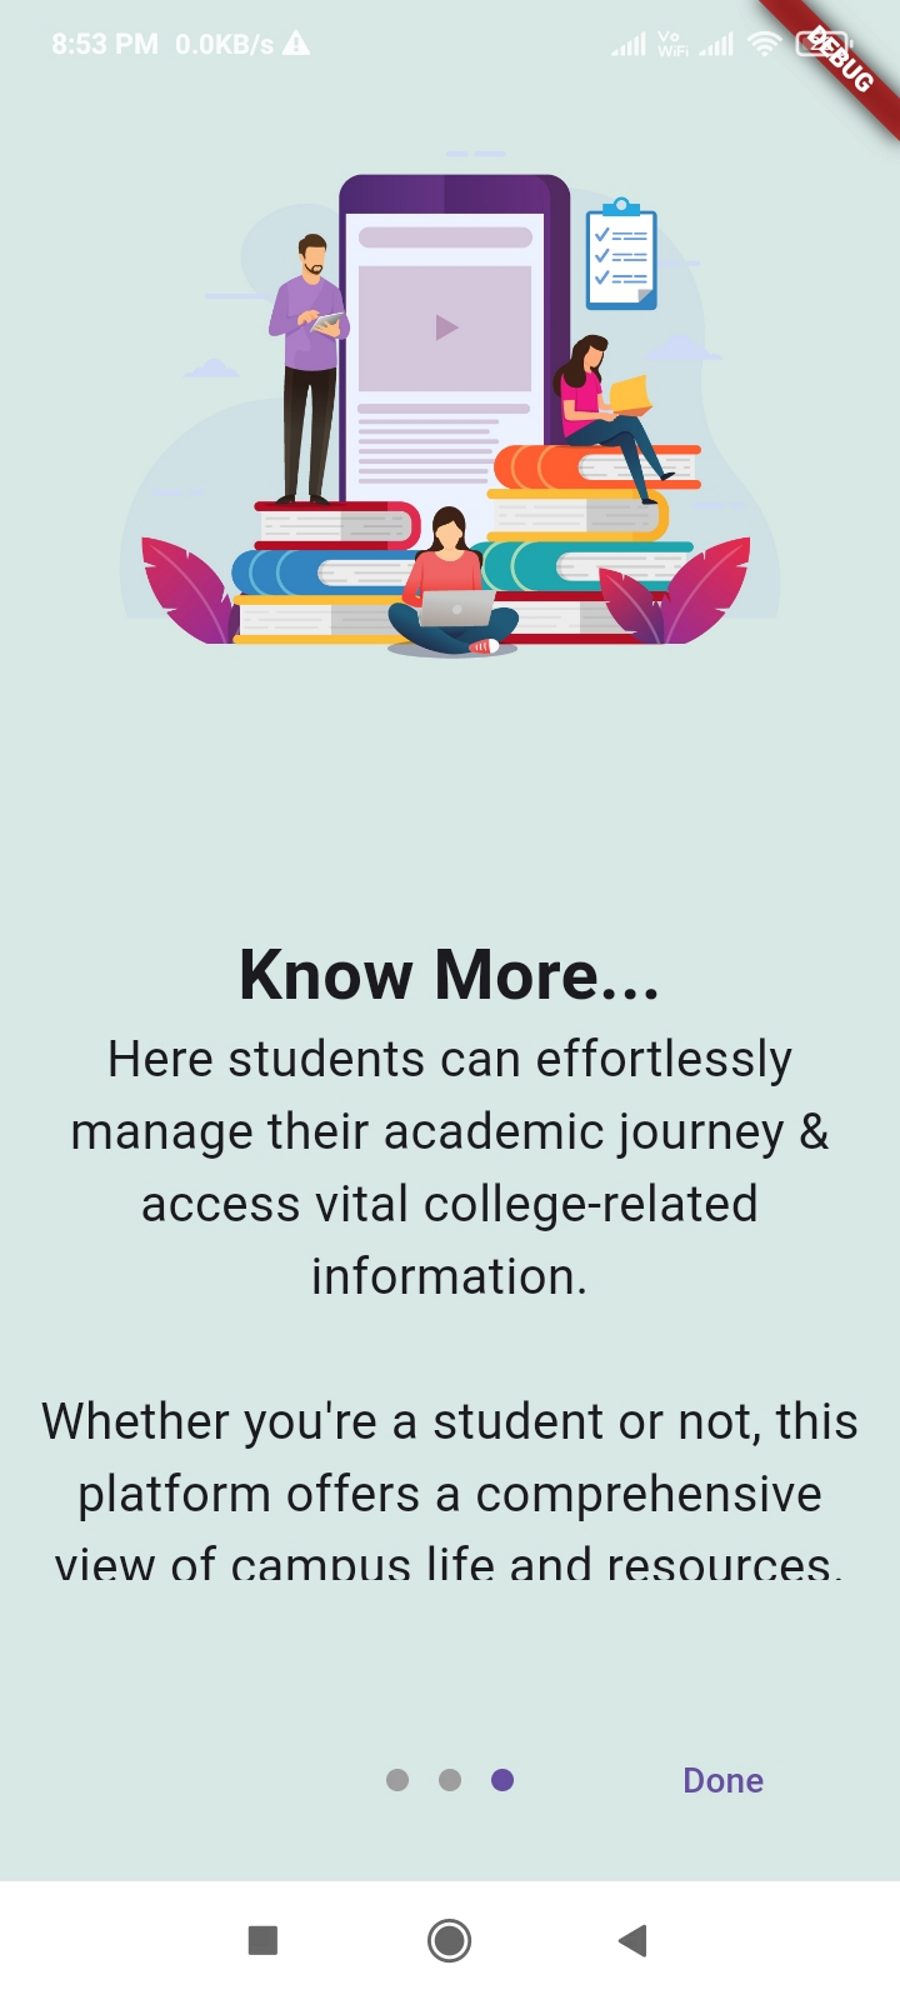 8:53 PM 0.0KB/s
Vo
WiFi
DEBUG
Know More...
Here students can effortlessly
manage their academic journey &
access vital college-related
information.
Whether you're a student or not, this
platform offers a comprehensive
view of campus life and resources.
Done